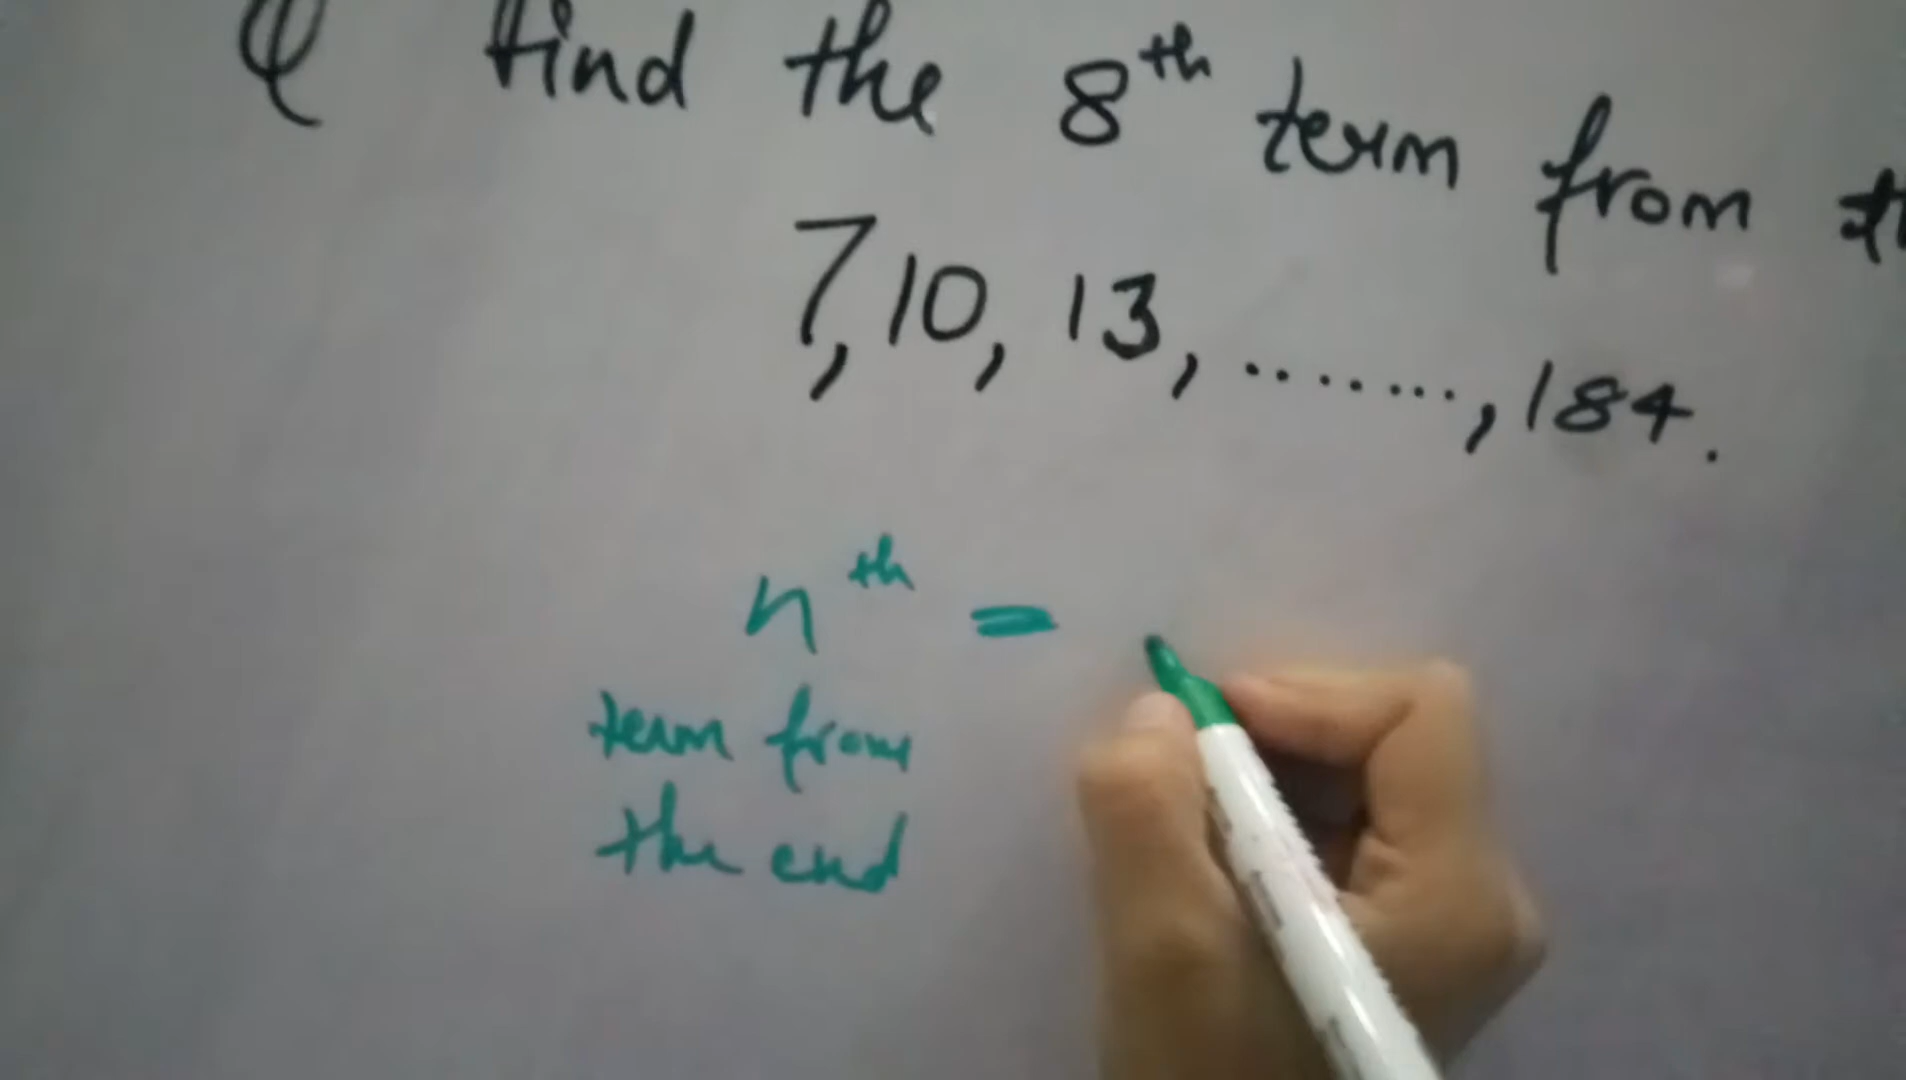 Q find the 8th term from
7, 10, 13, ........, 184.
nth =
term from
the end